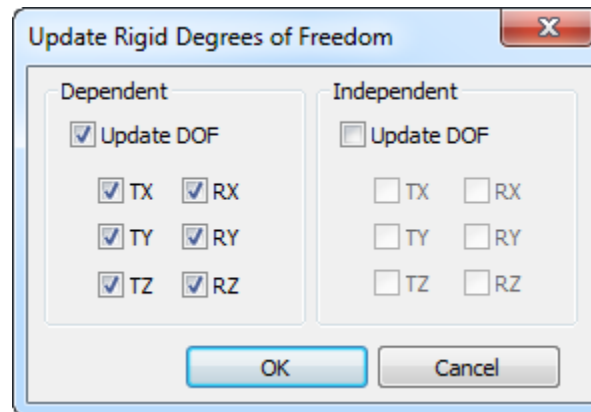 Update Rigid Degrees of Freedom
Dependent
Update DOF
TX RX
TY RY
TZ RZ
Independent
Update DOF
TX RX
TY RY
TZ RZ
OK Cancel